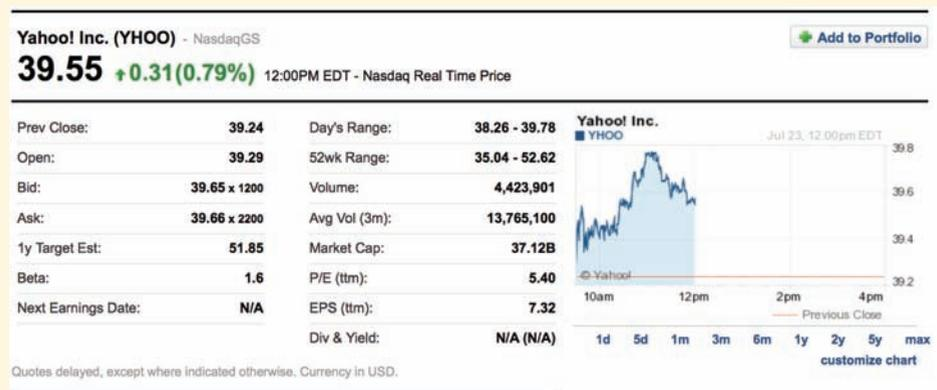 Yahoo! Inc. (YHOO) - NasdaqGS
Add to Portfolio
39.55 0.31(0.79%) 12:00PM EDT - Nasdaq Real Time Price
Prev Close: 39.24
Open: 39.29
Bid: 39.65 x 1200
Ask: 39.66 x 2200
1y Target Est: 51.85
Beta: 1.6
Next Earnings Date: N/A
Day's Range: 38.26 - 39.78
52wk Range: 35.04 - 52.62
Volume: 4,423,901
Avg Vol (3m): 13,765,100
Market Cap: 37.12B
P/E (ttm): 5.40
EPS (ttm): 7.32
Div & Yield: N/A (N/A)
Yahoo! Inc.
YHOO Jul 23, 12:00pm EDT
39.8
39.6
39.4
39.2
© Yahoo!
10am 12pm 2pm 4pm
Previous Close
1d 5d 1m 3m 6m 1y 2y 5y max
customize chart
Quotes delayed, except where indicated otherwise. Currency in USD.